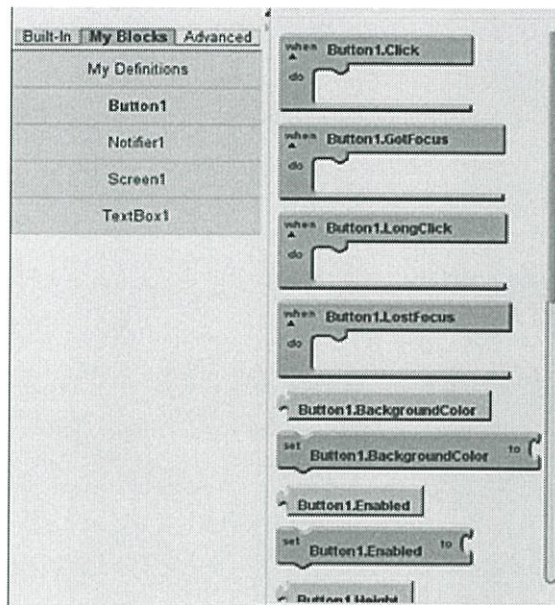 Built-In My Blocks Advanced
My Definitions
Button1
Notifier1
Screen1
TextBox1
when Button1.Click
do
when Button1.GotFocus
do
when Button1.LongClick
do
when Button1.LostFocus
do
Button1.BackgroundColor
set Button1.BackgroundColor to
Button1.Enabled
set Button1.Enabled to
Button1.Height